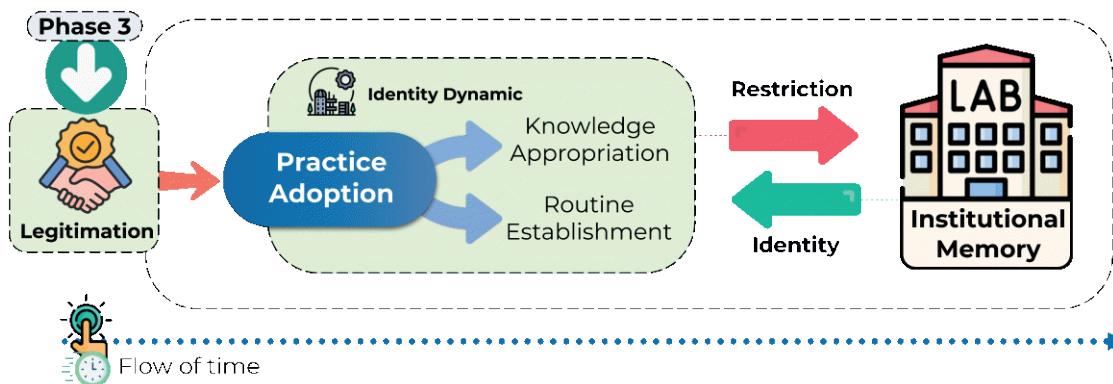 Phase 3
Legitimation
Identity Dynamic
Practice
Adoption
Knowledge
Appropriation
Routine
Establishment
Restriction
Identity
LAB
Institutional
Memory
Flow of time